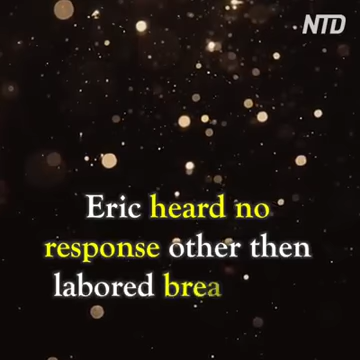 NTD
Eric heard no
response other then
labored brea